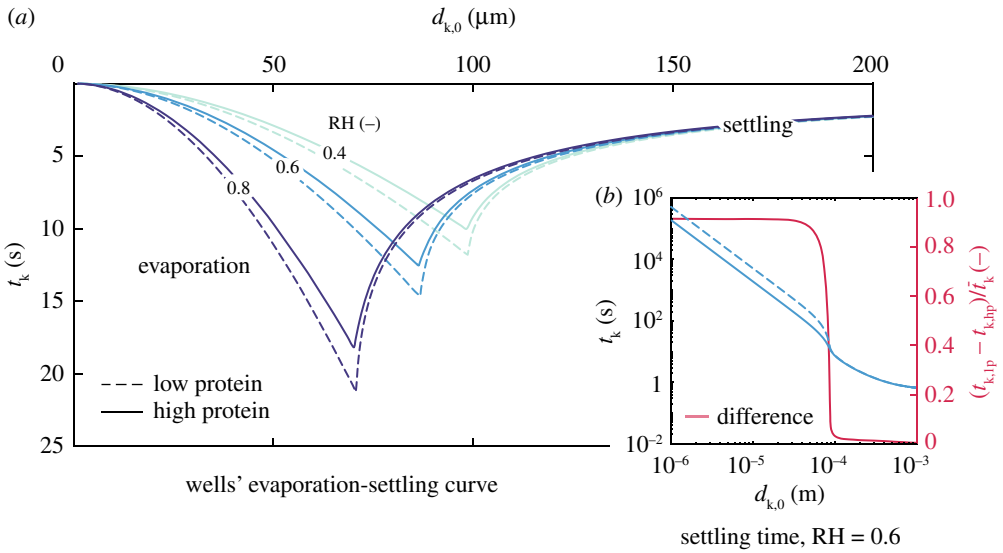 (a)
d_k,0 (μm)
0 50 100 150 200
RH (–)
0.4
0.6
0.8
settling
evaporation
5
10
15
20
25
t_k (s)
low protein
high protein
wells’ evaporation-settling curve
(b)
10^6
10^4
10^2
1
10^–2
t_k (s)
1.0
0.8
0.6
0.4
0.2
0
(t_k,lp – t_k,hp)/t̄_k (–)
difference
10^–6 10^–5 10^–4 10^–3
d_k,0 (m)
settling time, RH = 0.6